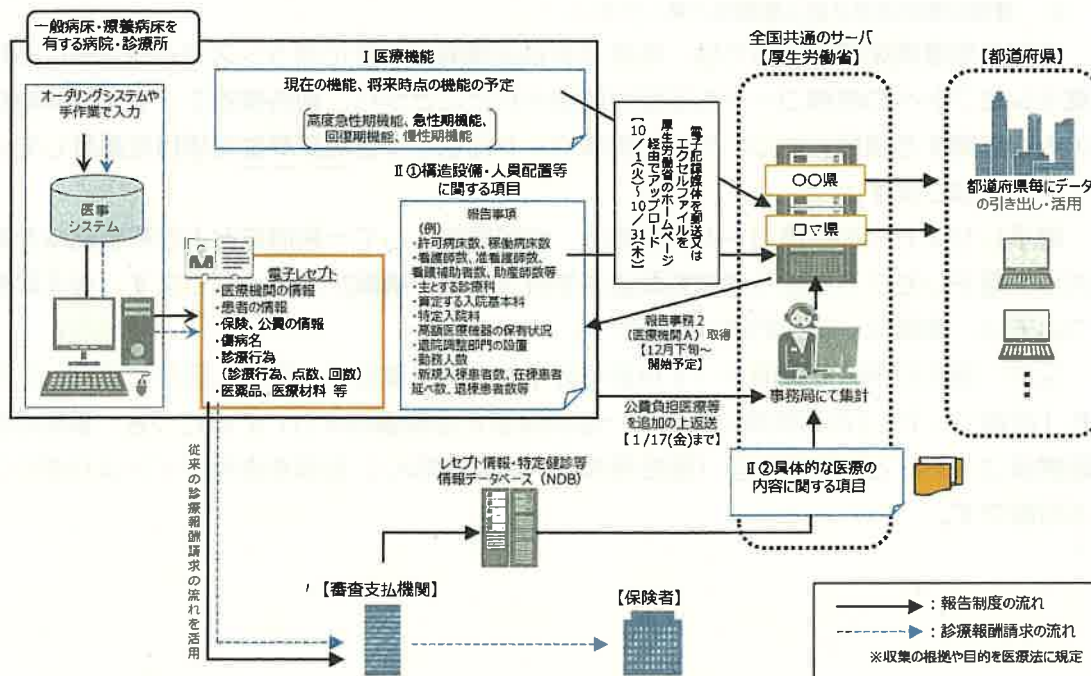 一般病床・療養病床を
有する病院・診療所
オーダリングシステムや
手作業で入力
医事
システム
Ⅰ医療機能
現在の機能、将来時点の機能の予定
高度急性期機能、急性期機能、
回復期機能、慢性期機能
Ⅱ①構造設備・人員配置等
に関する項目
報告事項
(例)
・許可病床数、稼働病床数
・看護師数、准看護師数、
看護補助者数、助産師数等
・主とする診療科
・算定する入院基本料
・特定入院料
・高額医療機器の保有状況
・退院調整部門の設置
・勤務人数
・新規入棟患者数、在棟患者
延べ数、退棟患者数等
電子レセプト
・医療機関の情報
・患者の情報
・保険、公費の情報
・傷病名
・診療行為
(診療行為、点数、回数)
・医薬品、医療材料 等
電子記録媒体を郵送又は
エクセルファイルを
厚生労働省のホームページ
経由でアップロード
【10/1(火)～10/31(木)】
全国共通のサーバ
【厚生労働省】
〇〇県
□▽県
報告事務2
(医療機関A) 取得
【12月下旬～
開始予定】
事務局にて集計
公費負担医療等
を追加の上返送
【1/17(金)まで】
Ⅱ②具体的な医療の
内容に関する項目
【都道府県】
都道府県毎にデータ
の引き出し・活用
レセプト情報・特定健診等
情報データベース(NDB)
従来の診療報酬請求の流れを活用
【審査支払機関】
【保険者】
：報告制度の流れ
：診療報酬請求の流れ
※収集の根拠や目的を医療法に規定